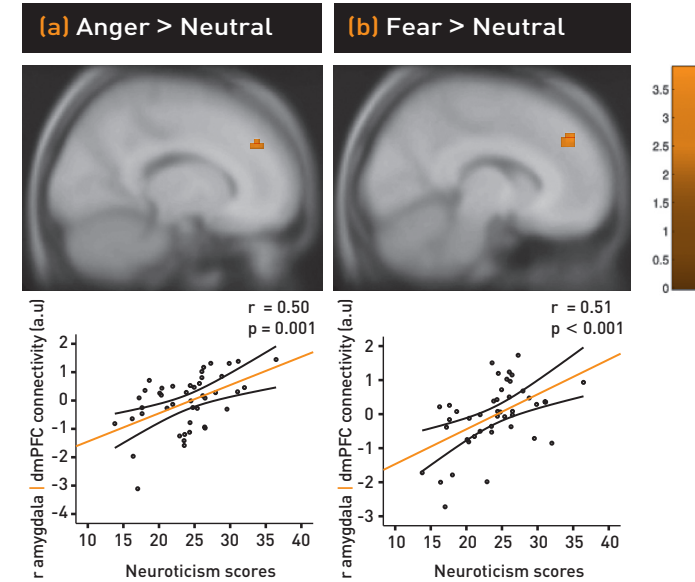 (a) Anger > Neutral
(b) Fear > Neutral
3.5
3
2.5
2
1.5
1
0.5
0
r = 0.50
p = 0.001
r amygdala | dmPFC connectivity (a.u)
2
1
0
-1
-2
-3
-4
10 15 20 25 30 35 40
Neuroticism scores
r = 0.51
p < 0.001
r amygdala | dmPFC connectivity (a.u)
2
1
0
-1
-2
-3
10 15 20 25 30 35 40
Neuroticism scores